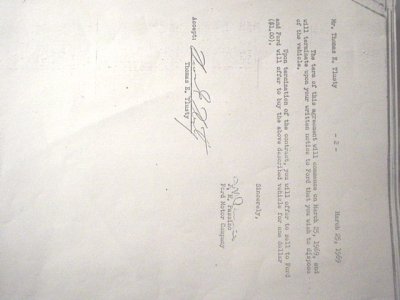 Mr. Thomas E. Tlusty - 2 - March 25, 1969
The term of this agreement will commence on March 25, 1969, and
will terminate upon your written notice to Ford that you wish to dispose
of the vehicle.
Upon termination of the contract, you will offer to sell to Ford
and Ford will offer to buy the above described vehicle for one dollar
($1.00).
Sincerely,
Ford Motor Company
Accept:
Thomas E. Tlusty